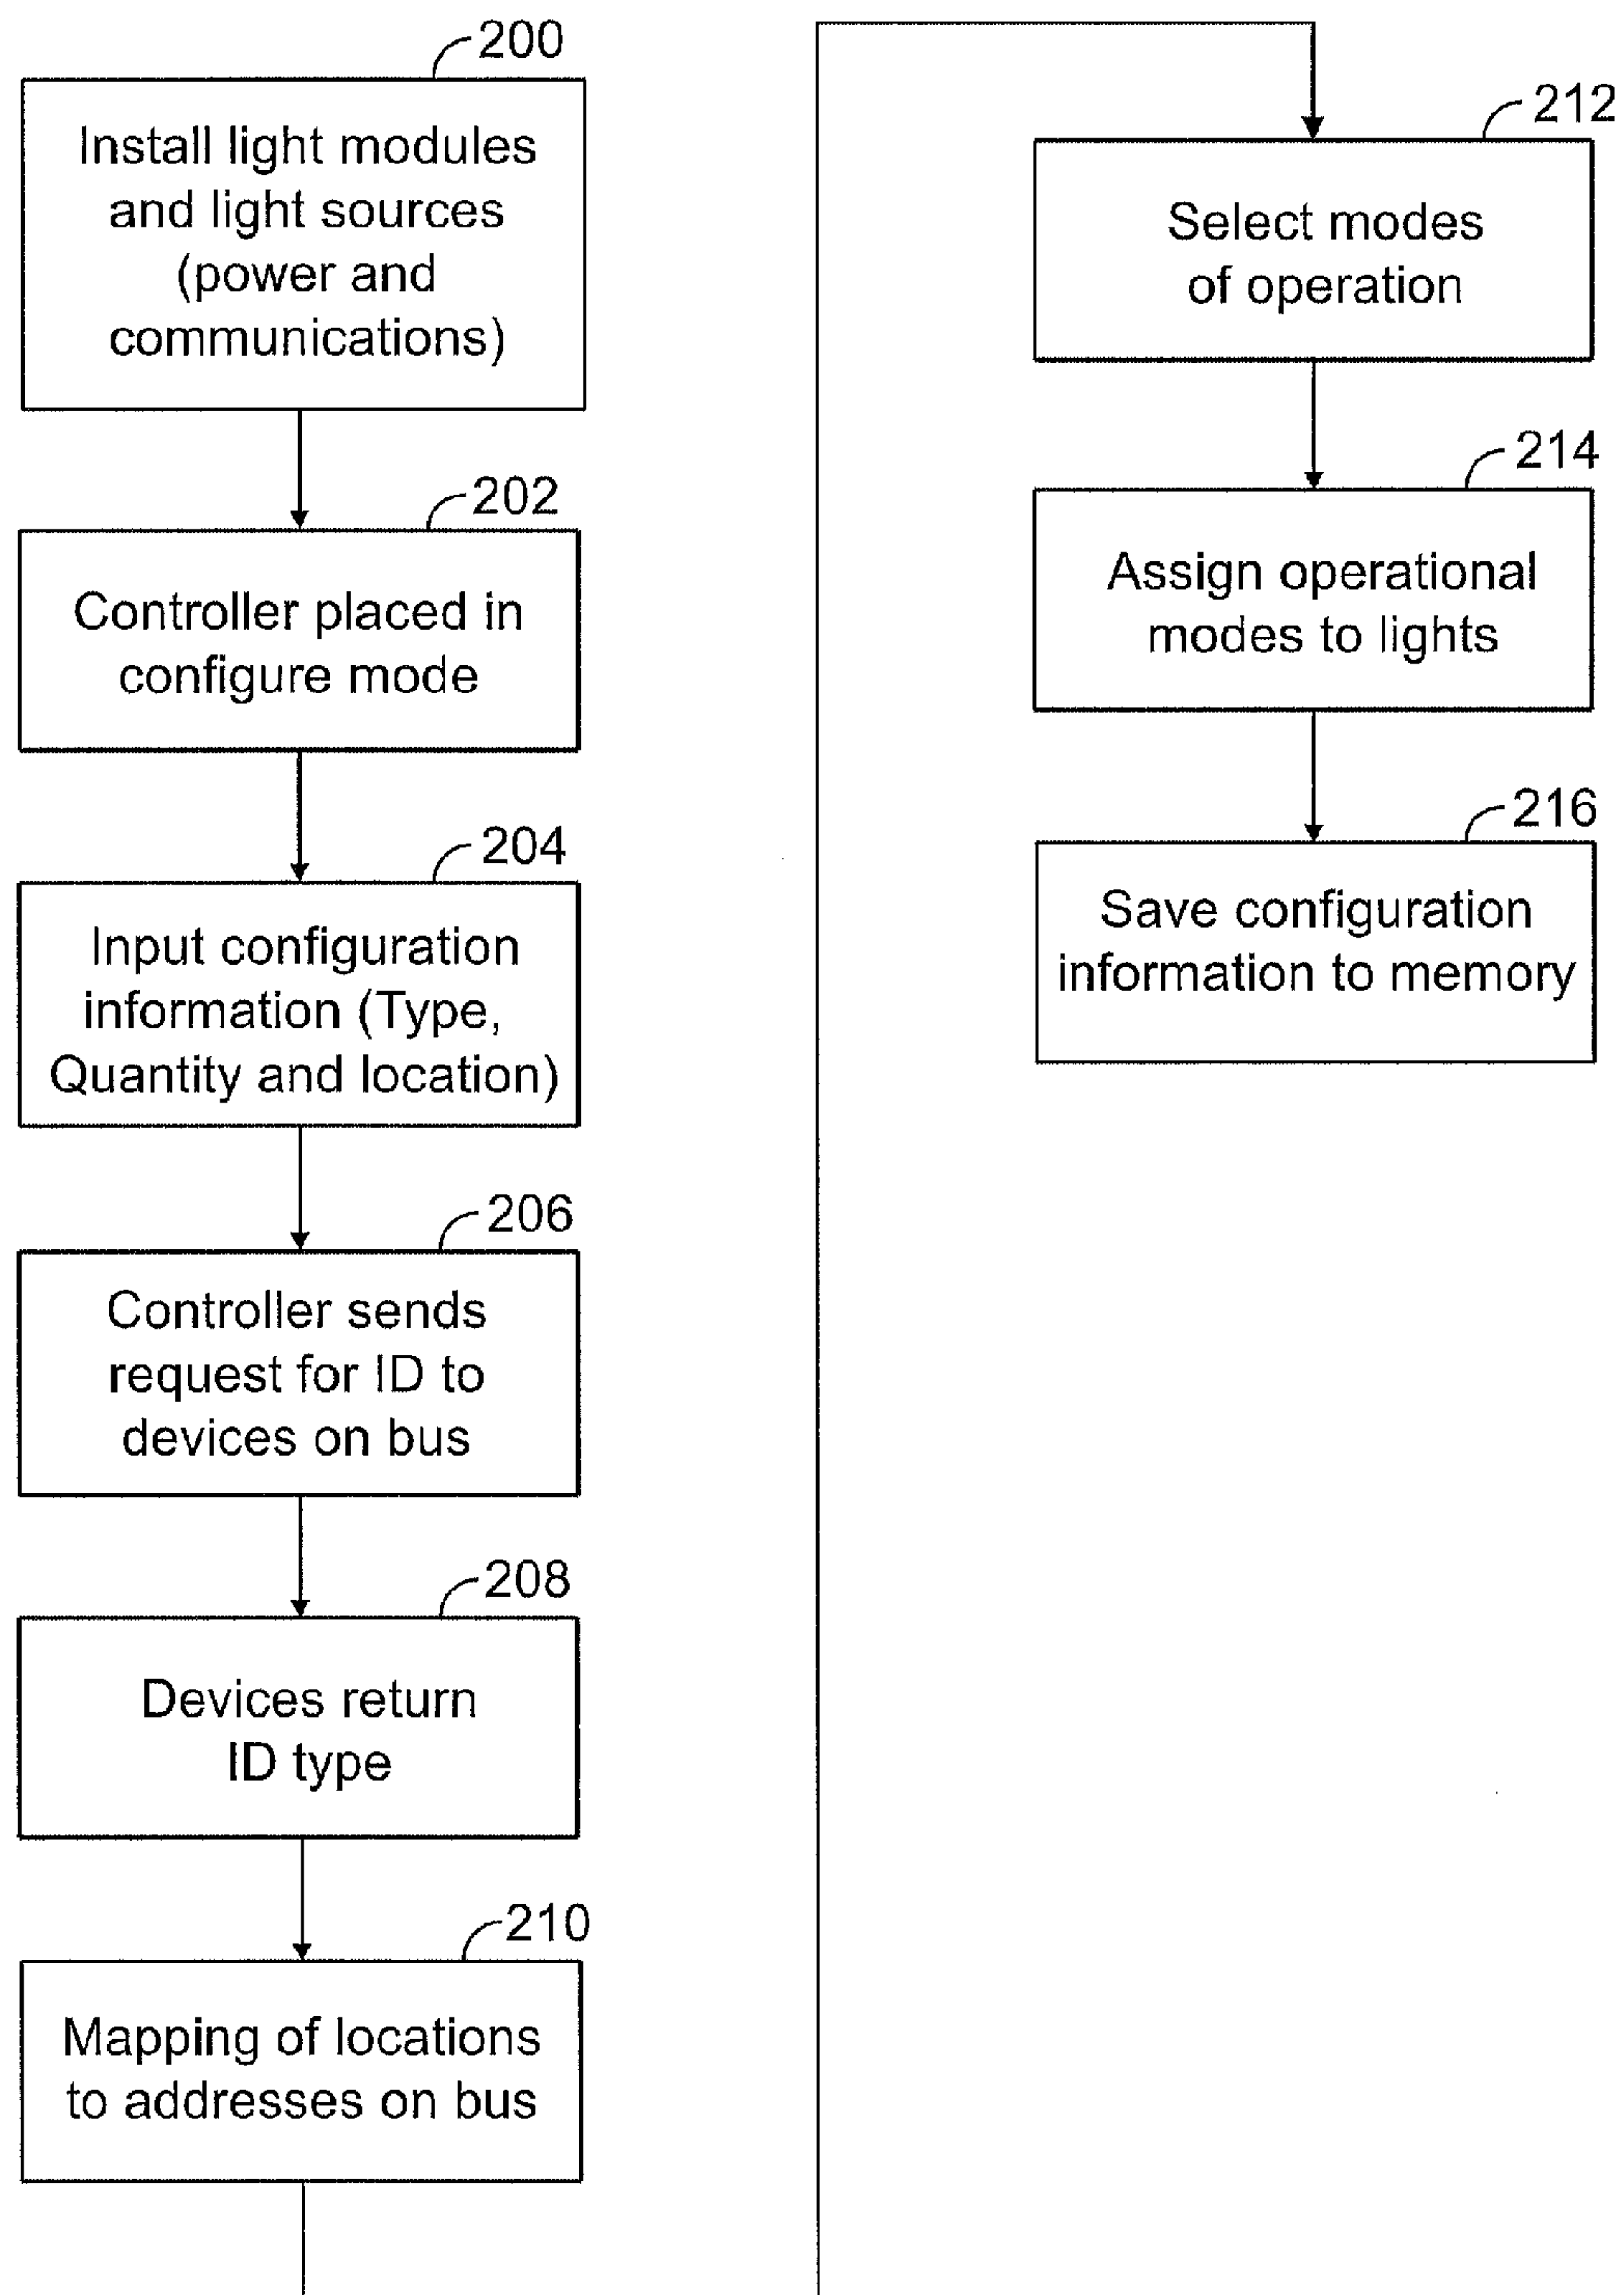 200
Install light modules
and light sources
(power and
communications)
202
Controller placed in
configure mode
204
Input configuration
information (Type,
Quantity and location)
206
Controller sends
request for ID to
devices on bus
208
Devices return
ID type
210
Mapping of locations
to addresses on bus
212
Select modes
of operation
214
Assign operational
modes to lights
216
Save configuration
information to memory